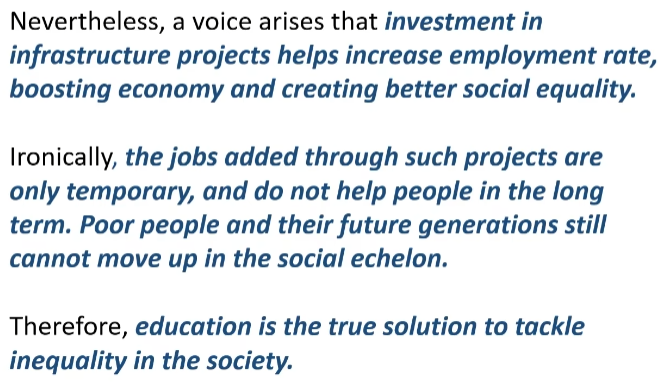 Nevertheless, a voice arises that investment in
infrastructure projects helps increase employment rate,
boosting economy and creating better social equality.
Ironically, the jobs added through such projects are
only temporary, and do not help people in the long
term. Poor people and their future generations still
cannot move up in the social echelon.
Therefore, education is the true solution to tackle
inequality in the society.